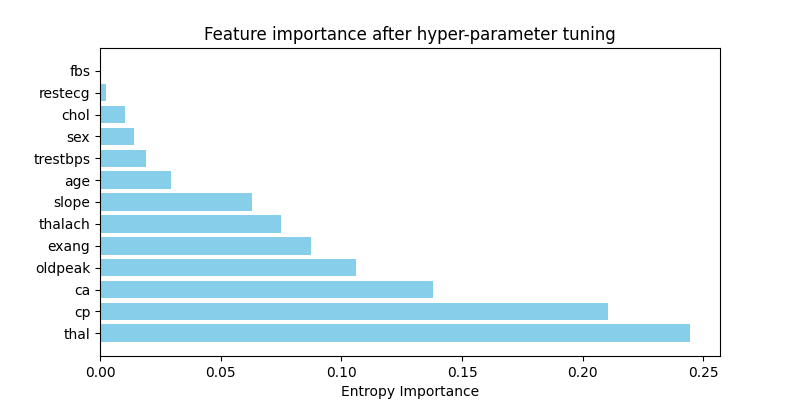 Feature importance after hyper-parameter tuning
fbs
restecg
chol
sex
trestbps
age
slope
thalach
exang
oldpeak
ca
cp
thal
0.00 0.05 0.10 0.15 0.20 0.25
Entropy Importance